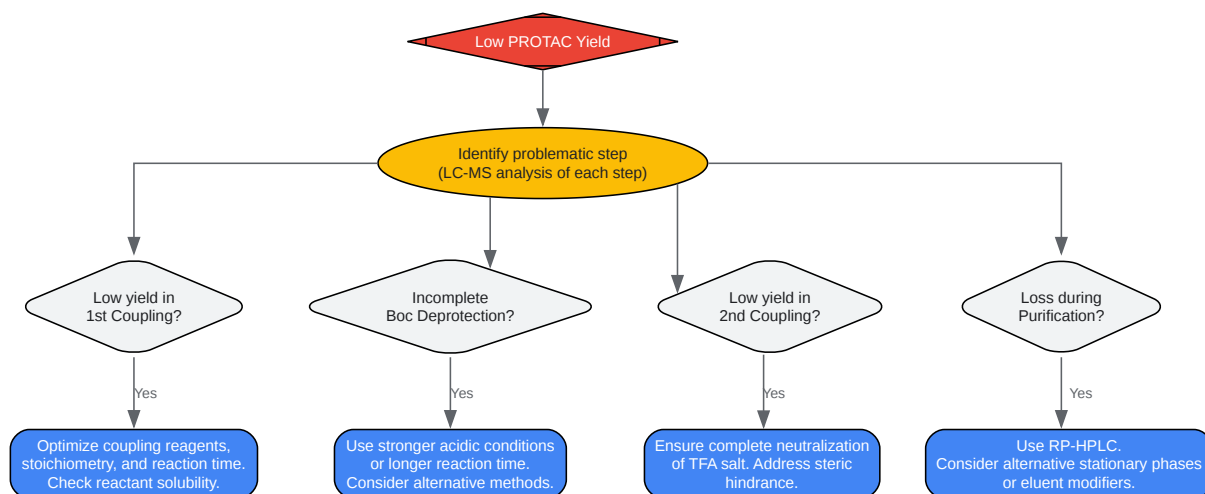 Low PROTAC Yield
Identify problematic step
(LC-MS analysis of each step)
Low yield in
1st Coupling?
Incomplete
Boc Deprotection?
Low yield in
2nd Coupling?
Loss during
Purification?
Yes
Yes
Yes
Yes
Optimize coupling reagents,
stoichiometry, and reaction time.
Check reactant solubility.
Use stronger acidic conditions
or longer reaction time.
Consider alternative methods.
Ensure complete neutralization
of TFA salt. Address steric
hindrance.
Use RP-HPLC.
Consider alternative stationary phases
or eluent modifiers.